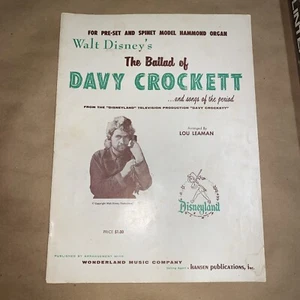 FOR PRE-SET AND SPINET MODEL HAMMOND ORGAN
Walt Disney's
The Ballad of
DAVY CROCKETT
...and songs of the period
FROM THE "DISNEYLAND" TELEVISION PRODUCTION "DAVY CROCKETT"
Arranged by
LOU LEAMAN
Disneyland
PRICE $1.50
PUBLISHED BY ARRANGEMENT WITH
WONDERLAND MUSIC COMPANY
HANSEN publications, inc.